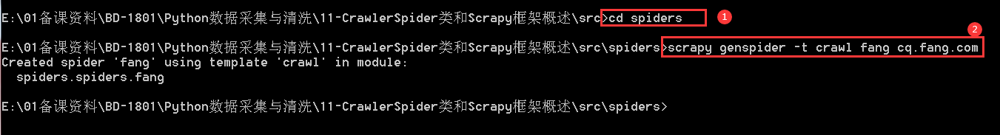 E:\01备课资料\BD-1801\Python数据采集与清洗\11-CrawlerSpider类和Scrapy框架概述\src>cd spiders 1
2
E:\01备课资料\BD-1801\Python数据采集与清洗\11-CrawlerSpider类和Scrapy框架概述\src\spiders>scrapy genspider -t crawl fang cq.fang.com
Created spider 'fang' using template 'crawl' in module:
  spiders.spiders.fang
E:\01备课资料\BD-1801\Python数据采集与清洗\11-CrawlerSpider类和Scrapy框架概述\src\spiders>